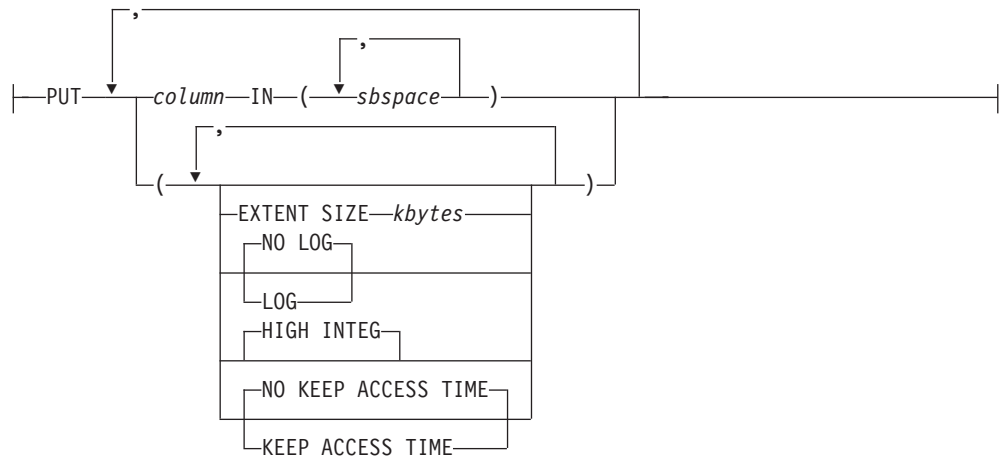 ,
,
PUT column IN ( sbspace )
,
( )
EXTENT SIZE kbytes
NO LOG
LOG
HIGH INTEG
NO KEEP ACCESS TIME
KEEP ACCESS TIME